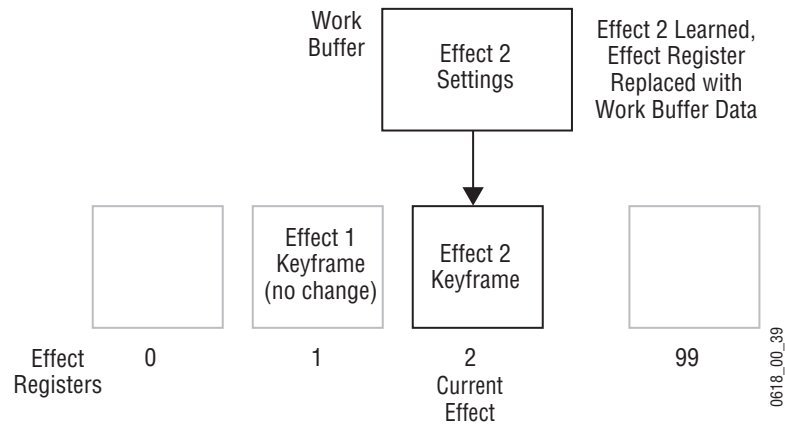 Work
Buffer
Effect 2
Settings
Effect 2 Learned,
Effect Register
Replaced with
Work Buffer Data
Effect 1
Keyframe
(no change)
Effect 2
Keyframe
Effect
Registers
0
1
2
99
Current
Effect
0618_00_39